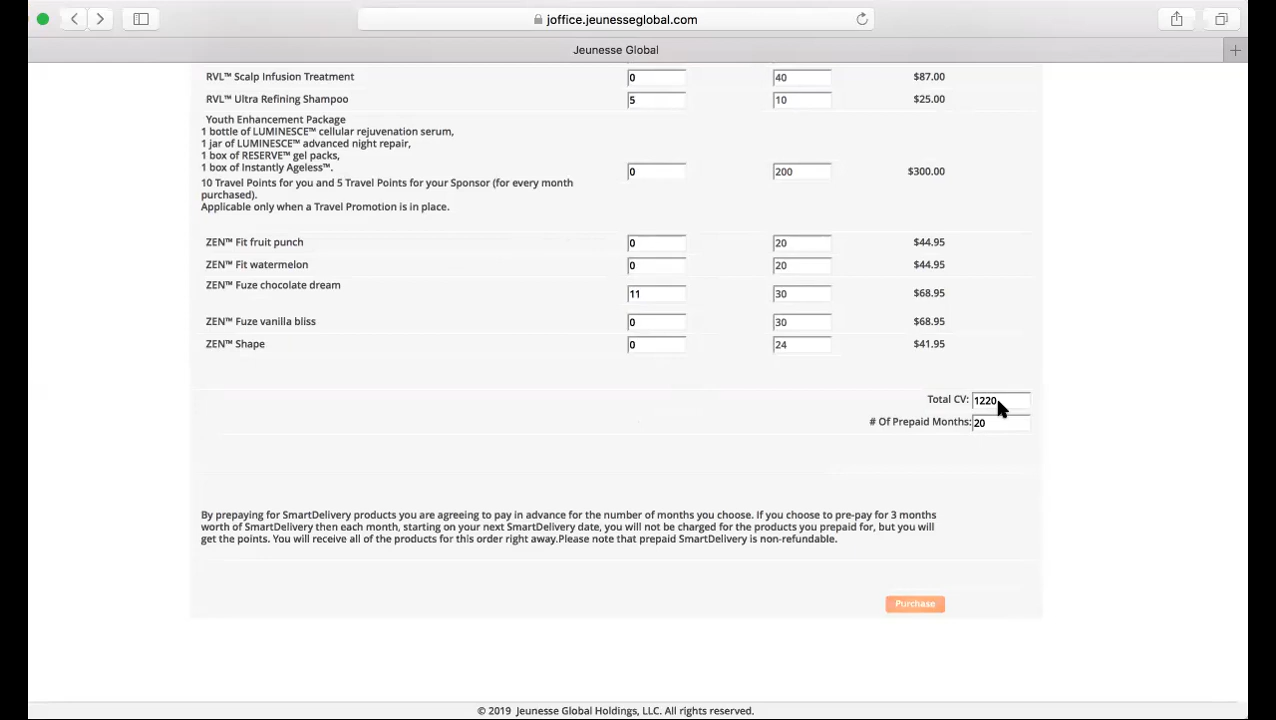 joffice.jeunesseglobal.com
Jeunesse Global
RVL™ Scalp Infusion Treatment 0 40 $87.00
RVL™ Ultra Refining Shampoo 5 10 $25.00
Youth Enhancement Package
1 bottle of LUMINESCE™ cellular rejuvenation serum,
1 jar of LUMINESCE™ advanced night repair,
1 box of RESERVE™ gel packs,
1 box of Instantly Ageless™.
0 200 $300.00
10 Travel Points for you and 5 Travel Points for your Sponsor (for every month
purchased).
Applicable only when a Travel Promotion is in place.
ZEN™ Fit fruit punch 0 20 $44.95
ZEN™ Fit watermelon 0 20 $44.95
ZEN™ Fuze chocolate dream 11 30 $68.95
ZEN™ Fuze vanilla bliss 0 30 $68.95
ZEN™ Shape 0 24 $41.95
Total CV: 1220
# Of Prepaid Months: 20
By prepaying for SmartDelivery products you are agreeing to pay in advance for the number of months you choose. If you choose to pre-pay for 3 months
worth of SmartDelivery then each month, starting on your next SmartDelivery date, you will not be charged for the products you prepaid for, but you will
get the points. You will receive all of the products for this order right away.Please note that prepaid SmartDelivery is non-refundable.
Purchase
© 2019 Jeunesse Global Holdings, LLC. All rights reserved.